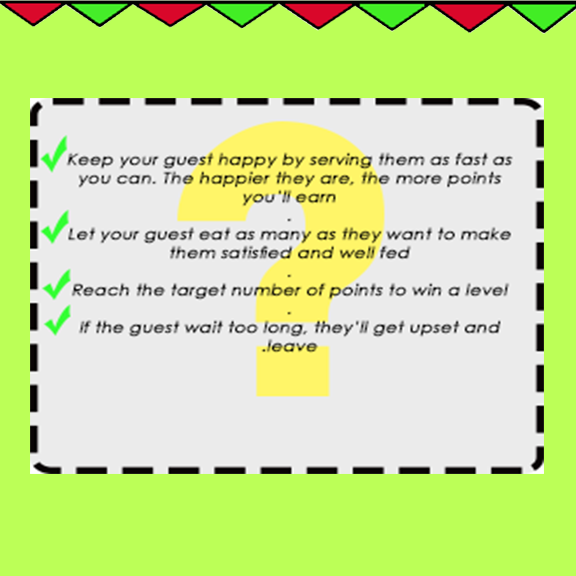 Keep your guest happy by serving them as fast as
you can. The happier they are, the more points
you'll earn
.
Let your guest eat as many as they want to make
them satisfied and well fed
.
Reach the target number of points to win a level
.
If the guest wait too long, they'll get upset and
.leave
?